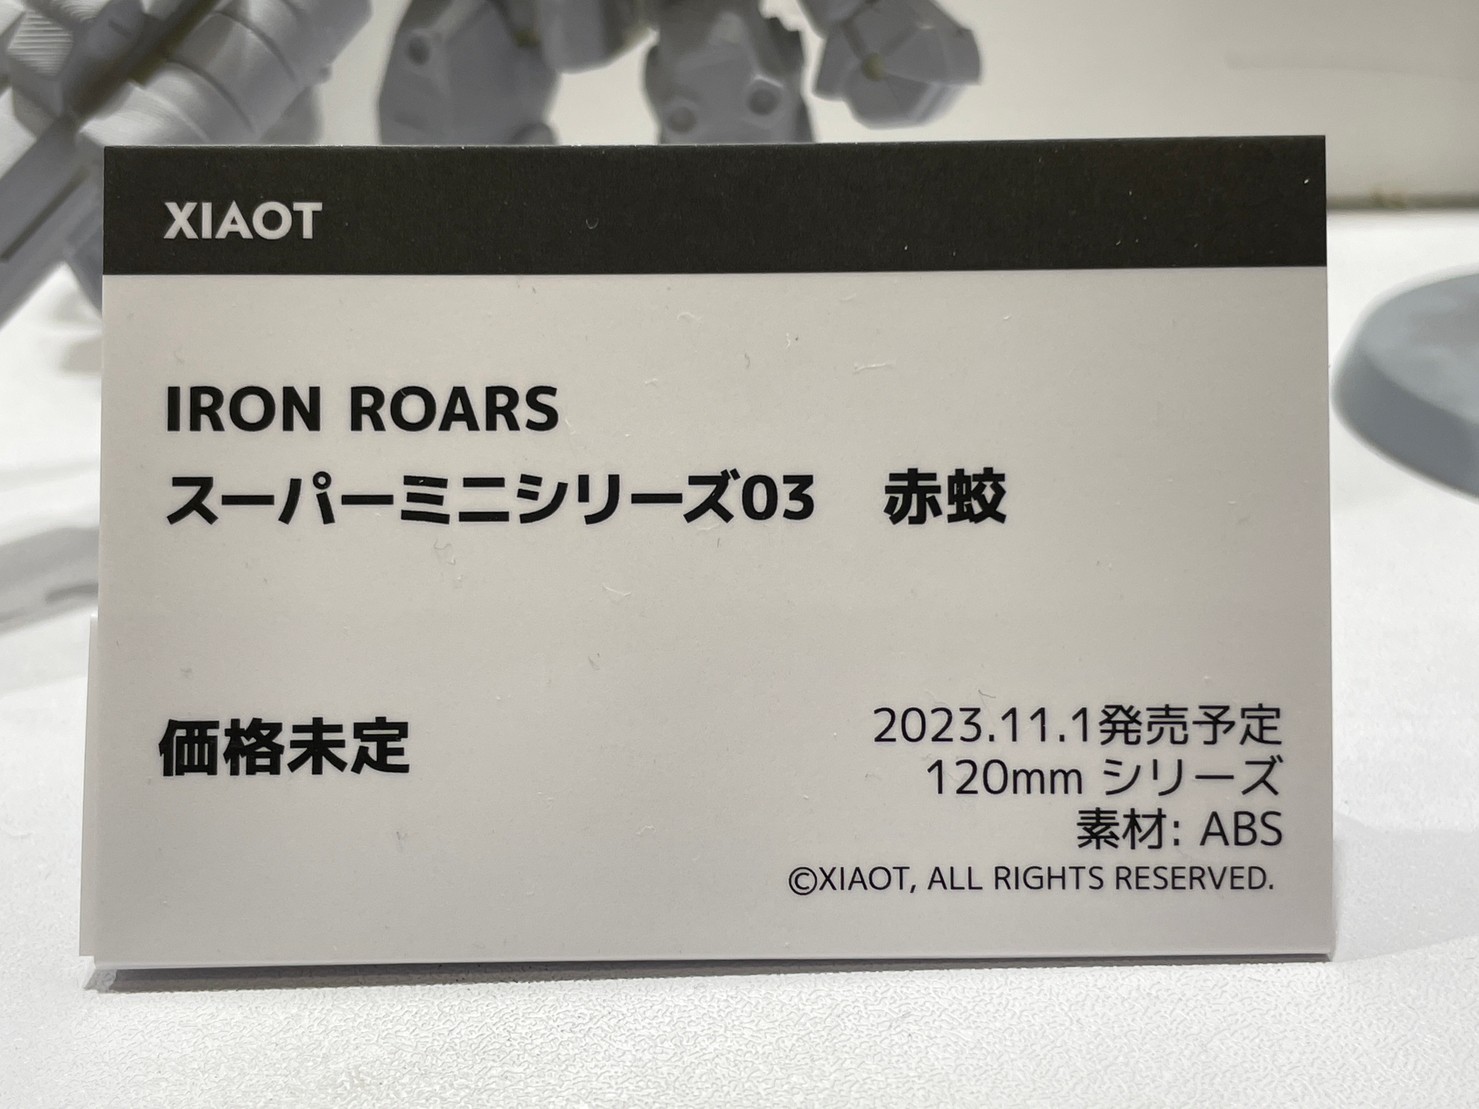 XIAOT
IRON ROARS
スーパーミニシリーズ03　赤蛟
価格未定
2023.11.1発売予定
120mm シリーズ
素材: ABS
©XIAOT, ALL RIGHTS RESERVED.